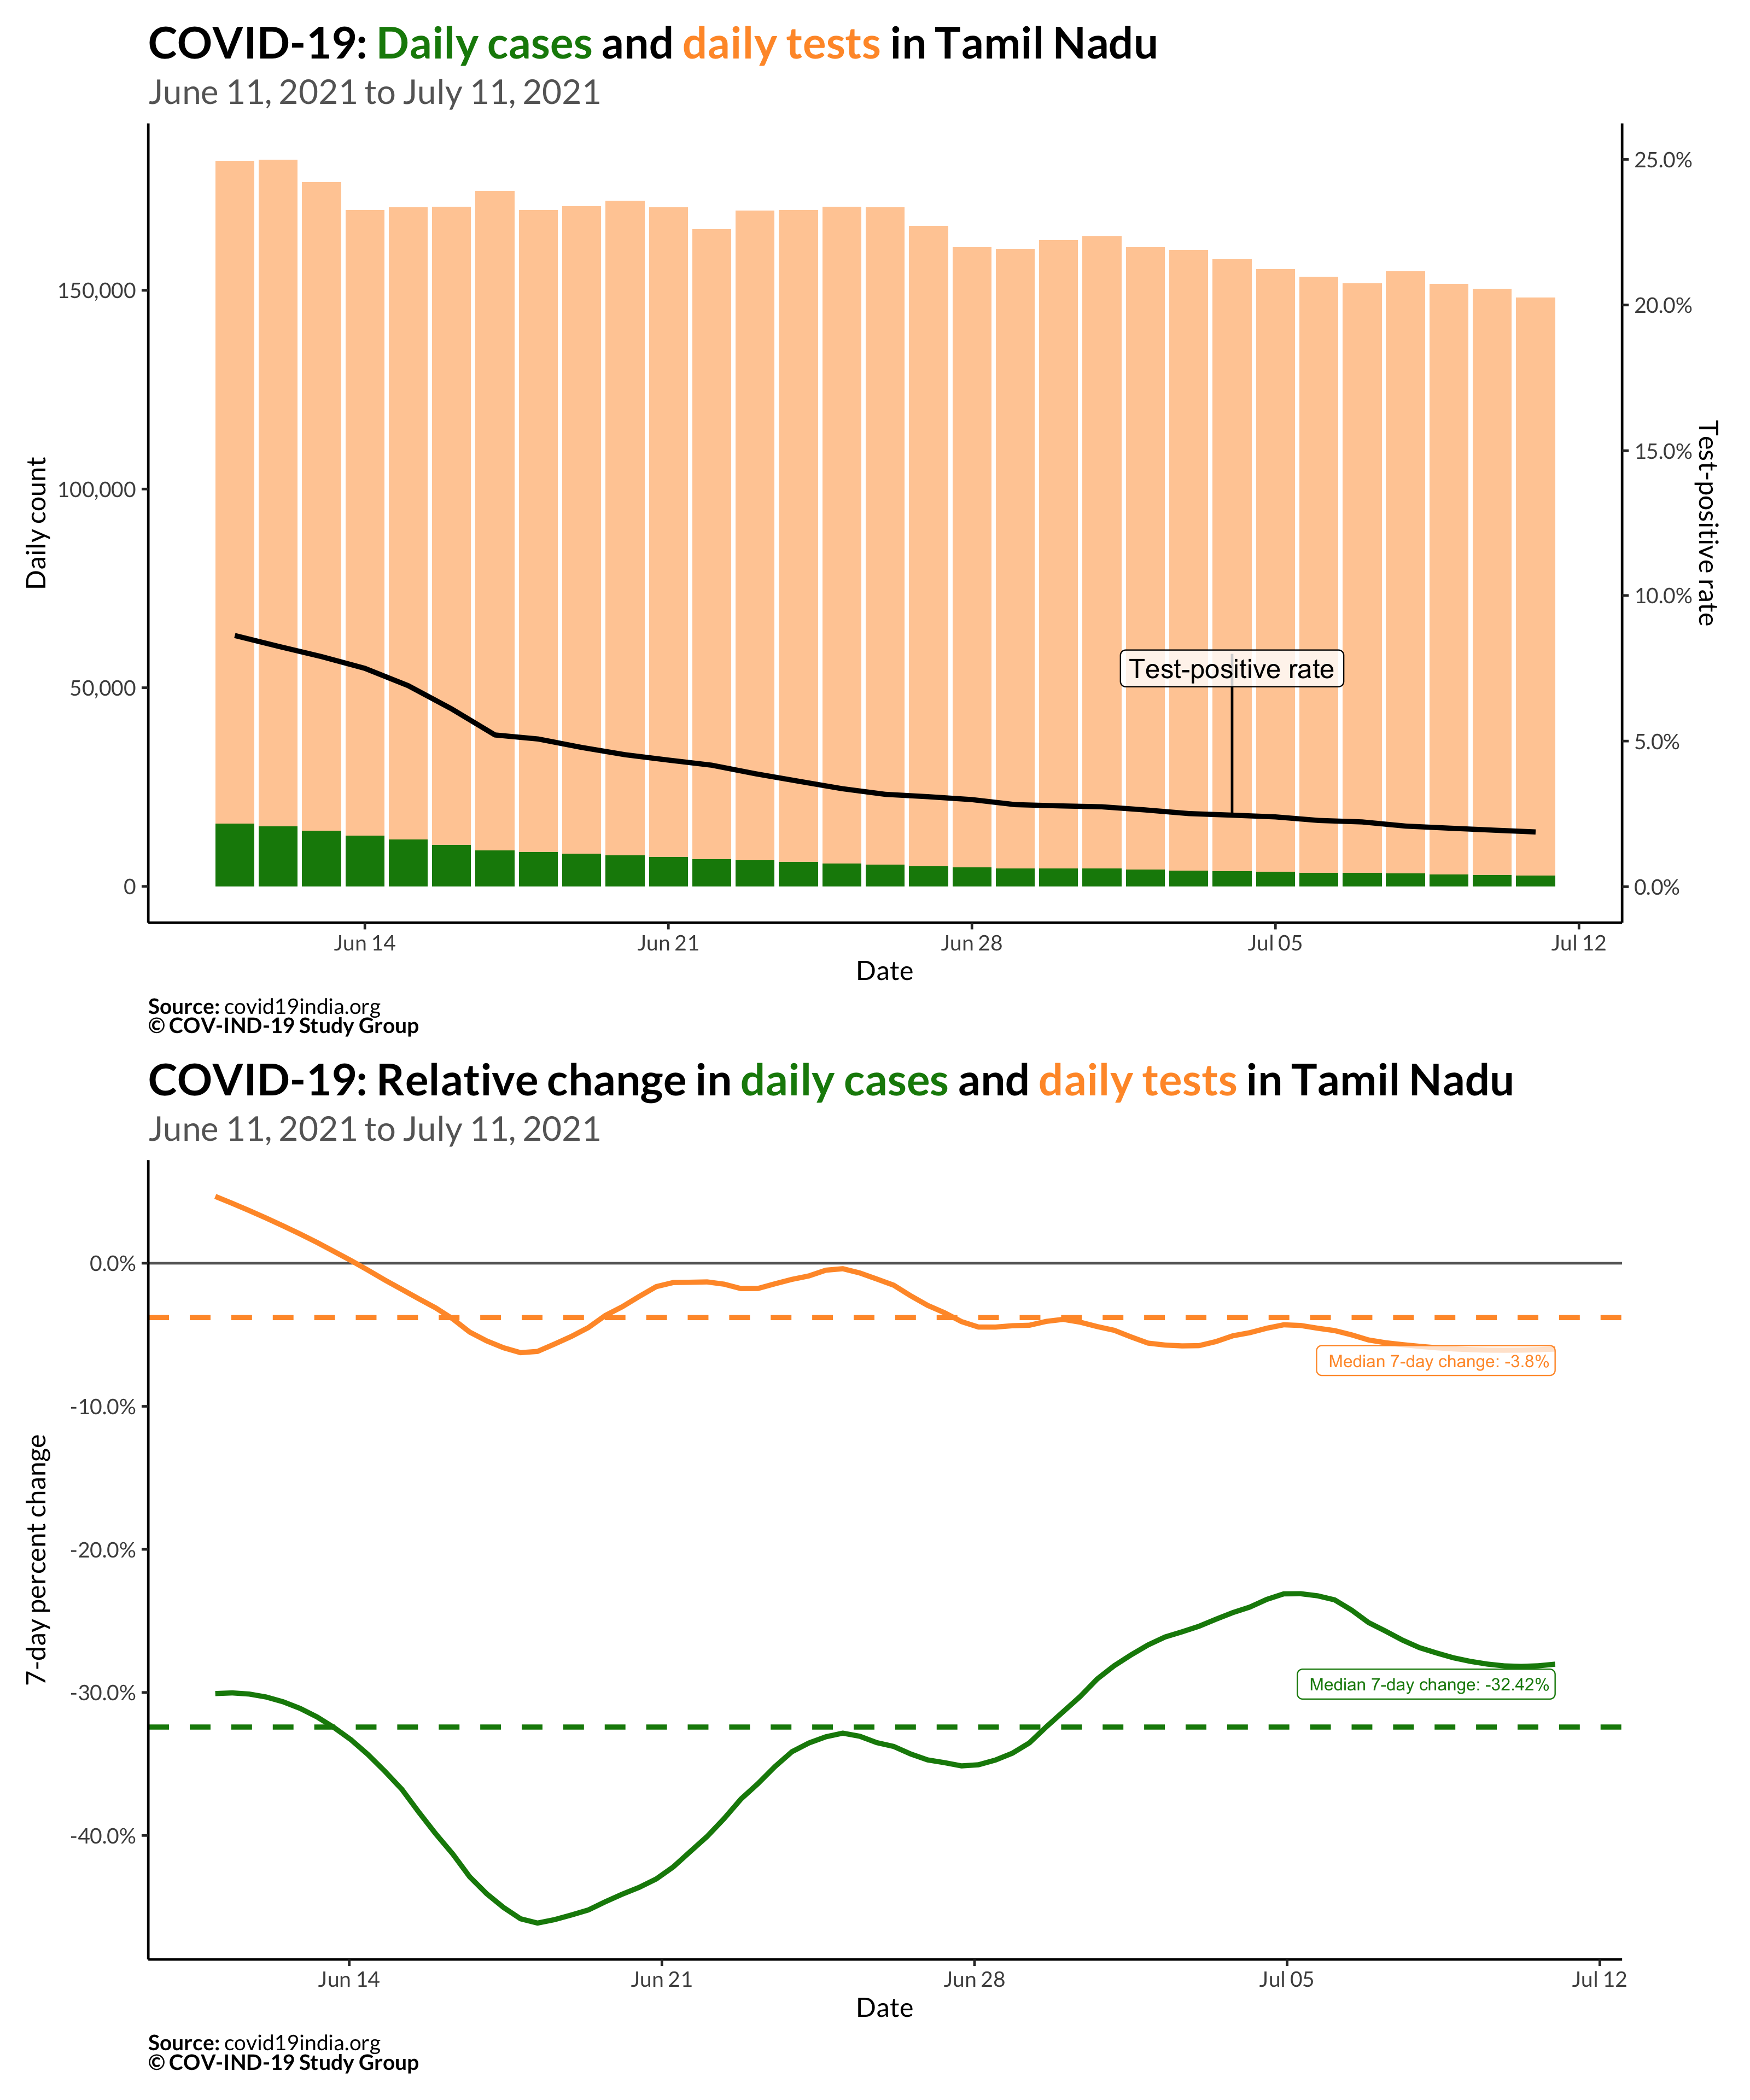 COVID-19: Daily cases and daily tests in Tamil Nadu
June 11, 2021 to July 11, 2021
Daily count
150,000
100,000
50,000
0
25.0%
20.0%
15.0%
10.0%
5.0%
0.0%
Test-positive rate
Test-positive rate
Jun 14
Jun 21
Jun 28
Jul 05
Jul 12
Date
Source: covid19india.org
© COV-IND-19 Study Group
COVID-19: Relative change in daily cases and daily tests in Tamil Nadu
June 11, 2021 to July 11, 2021
7-day percent change
0.0%
-10.0%
-20.0%
-30.0%
-40.0%
Median 7-day change: -3.8%
Median 7-day change: -32.42%
Jun 14
Jun 21
Jun 28
Jul 05
Jul 12
Date
Source: covid19india.org
© COV-IND-19 Study Group